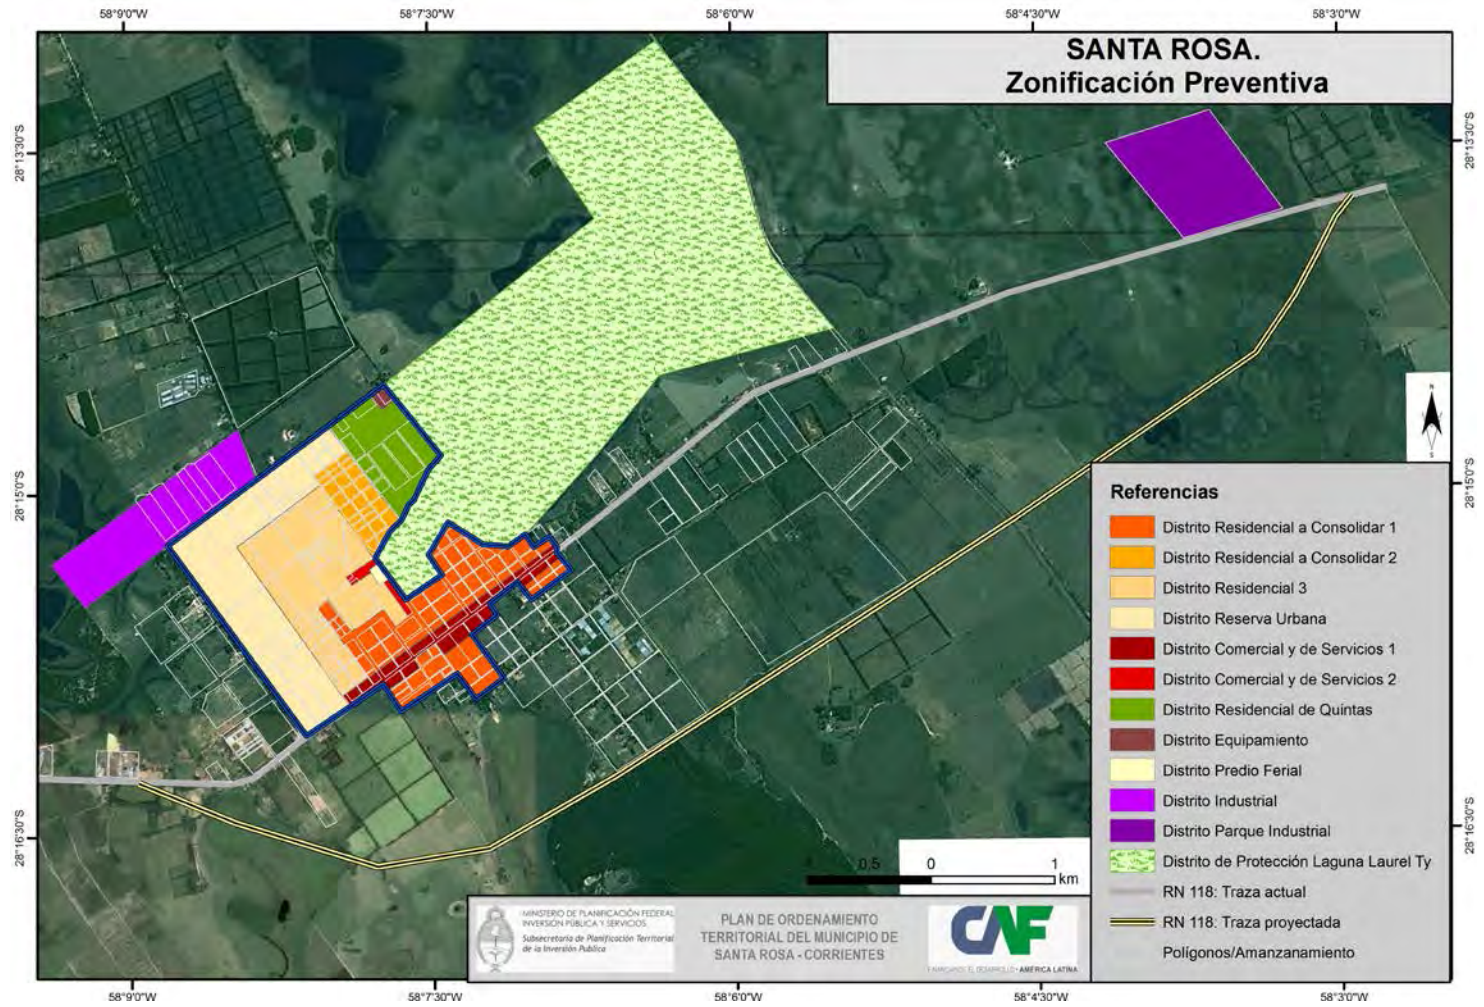 58°9'0"W 58°7'30"W 58°6'0"W 58°4'30"W 58°3'0"W
SANTA ROSA.
Zonificación Preventiva
28°13'30"S 28°13'30"S
N
S
28°15'0"S 28°15'0"S
Referencias
Distrito Residencial a Consolidar 1
Distrito Residencial a Consolidar 2
Distrito Residencial 3
Distrito Reserva Urbana
Distrito Comercial y de Servicios 1
Distrito Comercial y de Servicios 2
Distrito Residencial de Quintas
Distrito Equipamiento
Distrito Predio Ferial
Distrito Industrial
Distrito Parque Industrial
Distrito de Protección Laguna Laurel Ty
RN 118: Traza actual
RN 118: Traza proyectada
Polígonos/Amanzanamiento
28°16'30"S 28°16'30"S
0.5 0 1
km
MINISTERIO DE PLANIFICACIÓN FEDERAL
INVERSIÓN PÚBLICA Y SERVICIOS
Subsecretaría de Planificación Territorial
de la Inversión Pública
PLAN DE ORDENAMIENTO
TERRITORIAL DEL MUNICIPIO DE
SANTA ROSA - CORRIENTES
CAF
AMÉRICA LATINA
58°9'0"W 58°7'30"W 58°6'0"W 58°4'30"W 58°3'0"W